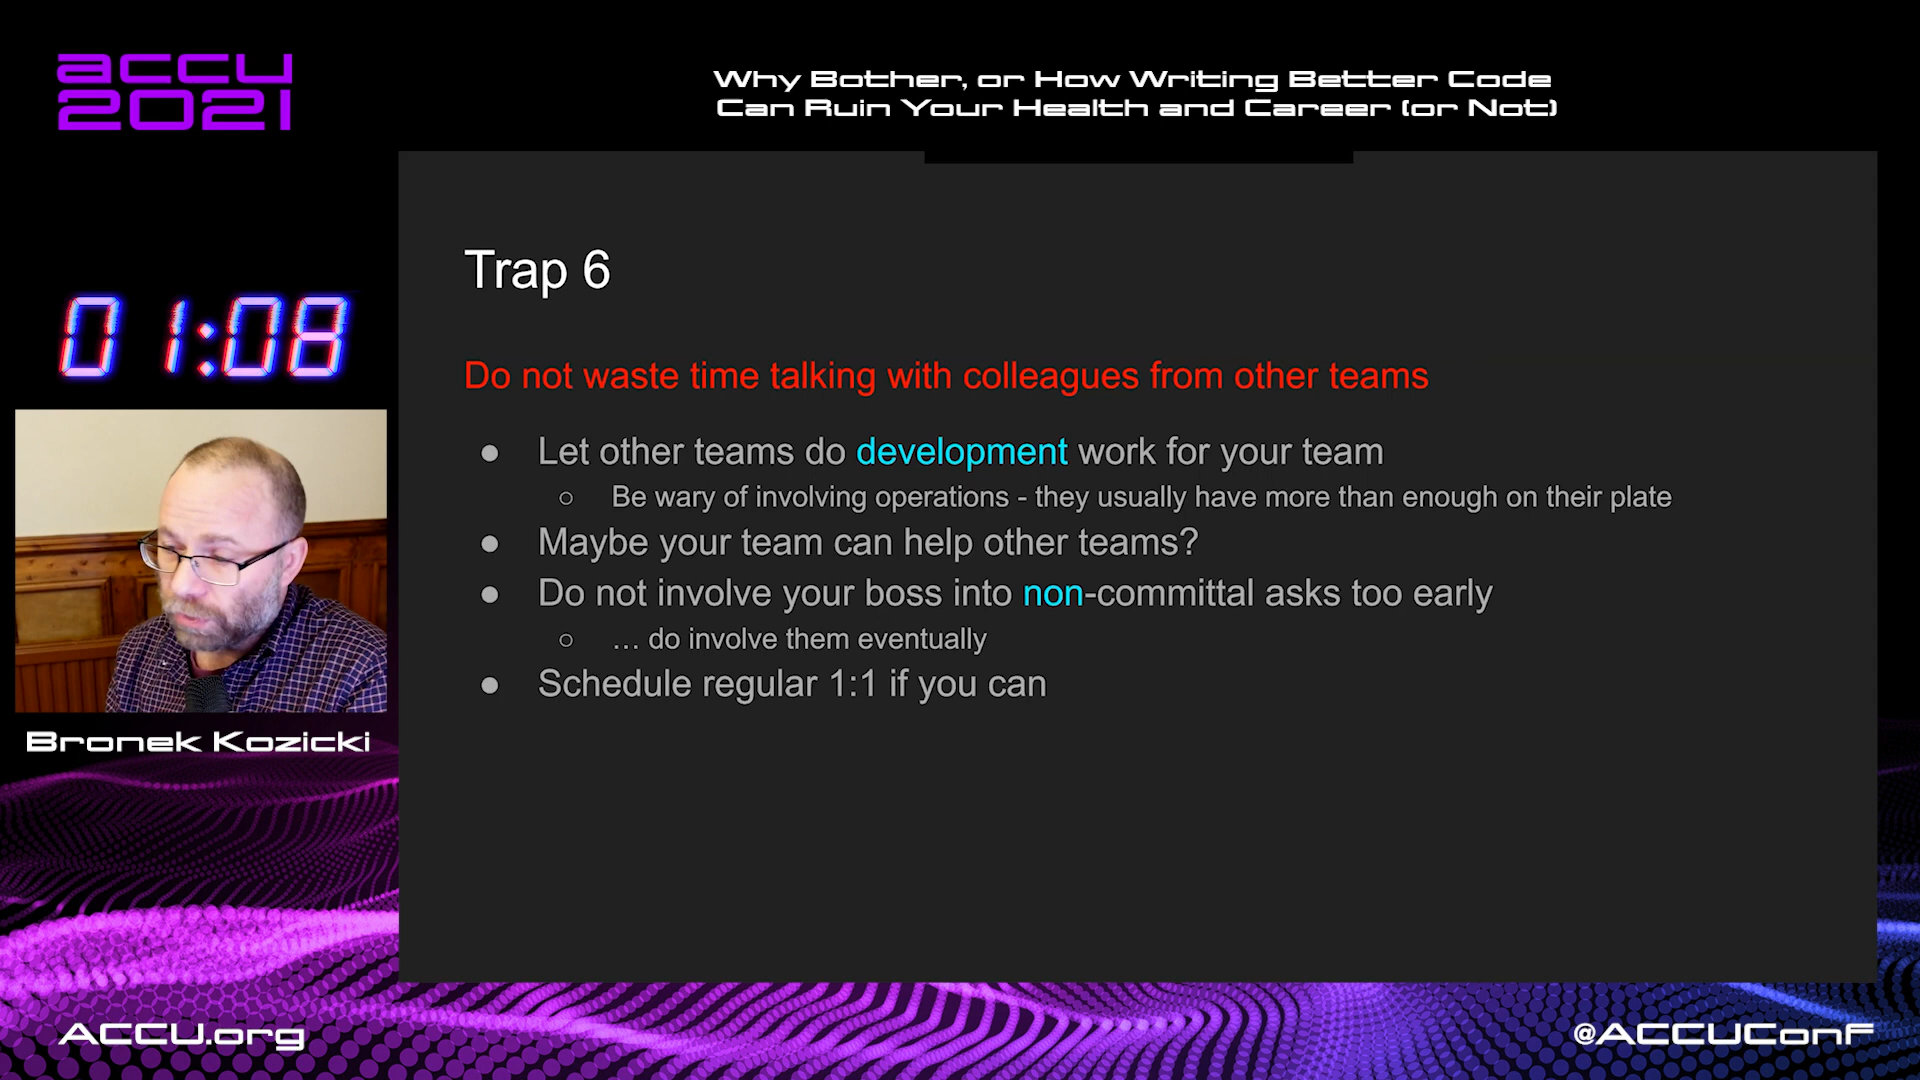 accu
2021
Why Bother, or How Writing Better Code
Can Ruin Your Health and Career (or Not)
01:08
Bronek Kozicki
Trap 6
Do not waste time talking with colleagues from other teams
● Let other teams do development work for your team
○ Be wary of involving operations - they usually have more than enough on their plate
● Maybe your team can help other teams?
● Do not involve your boss into non-committal asks too early
○ … do involve them eventually
● Schedule regular 1:1 if you can
ACCU.org
@ACCUConf